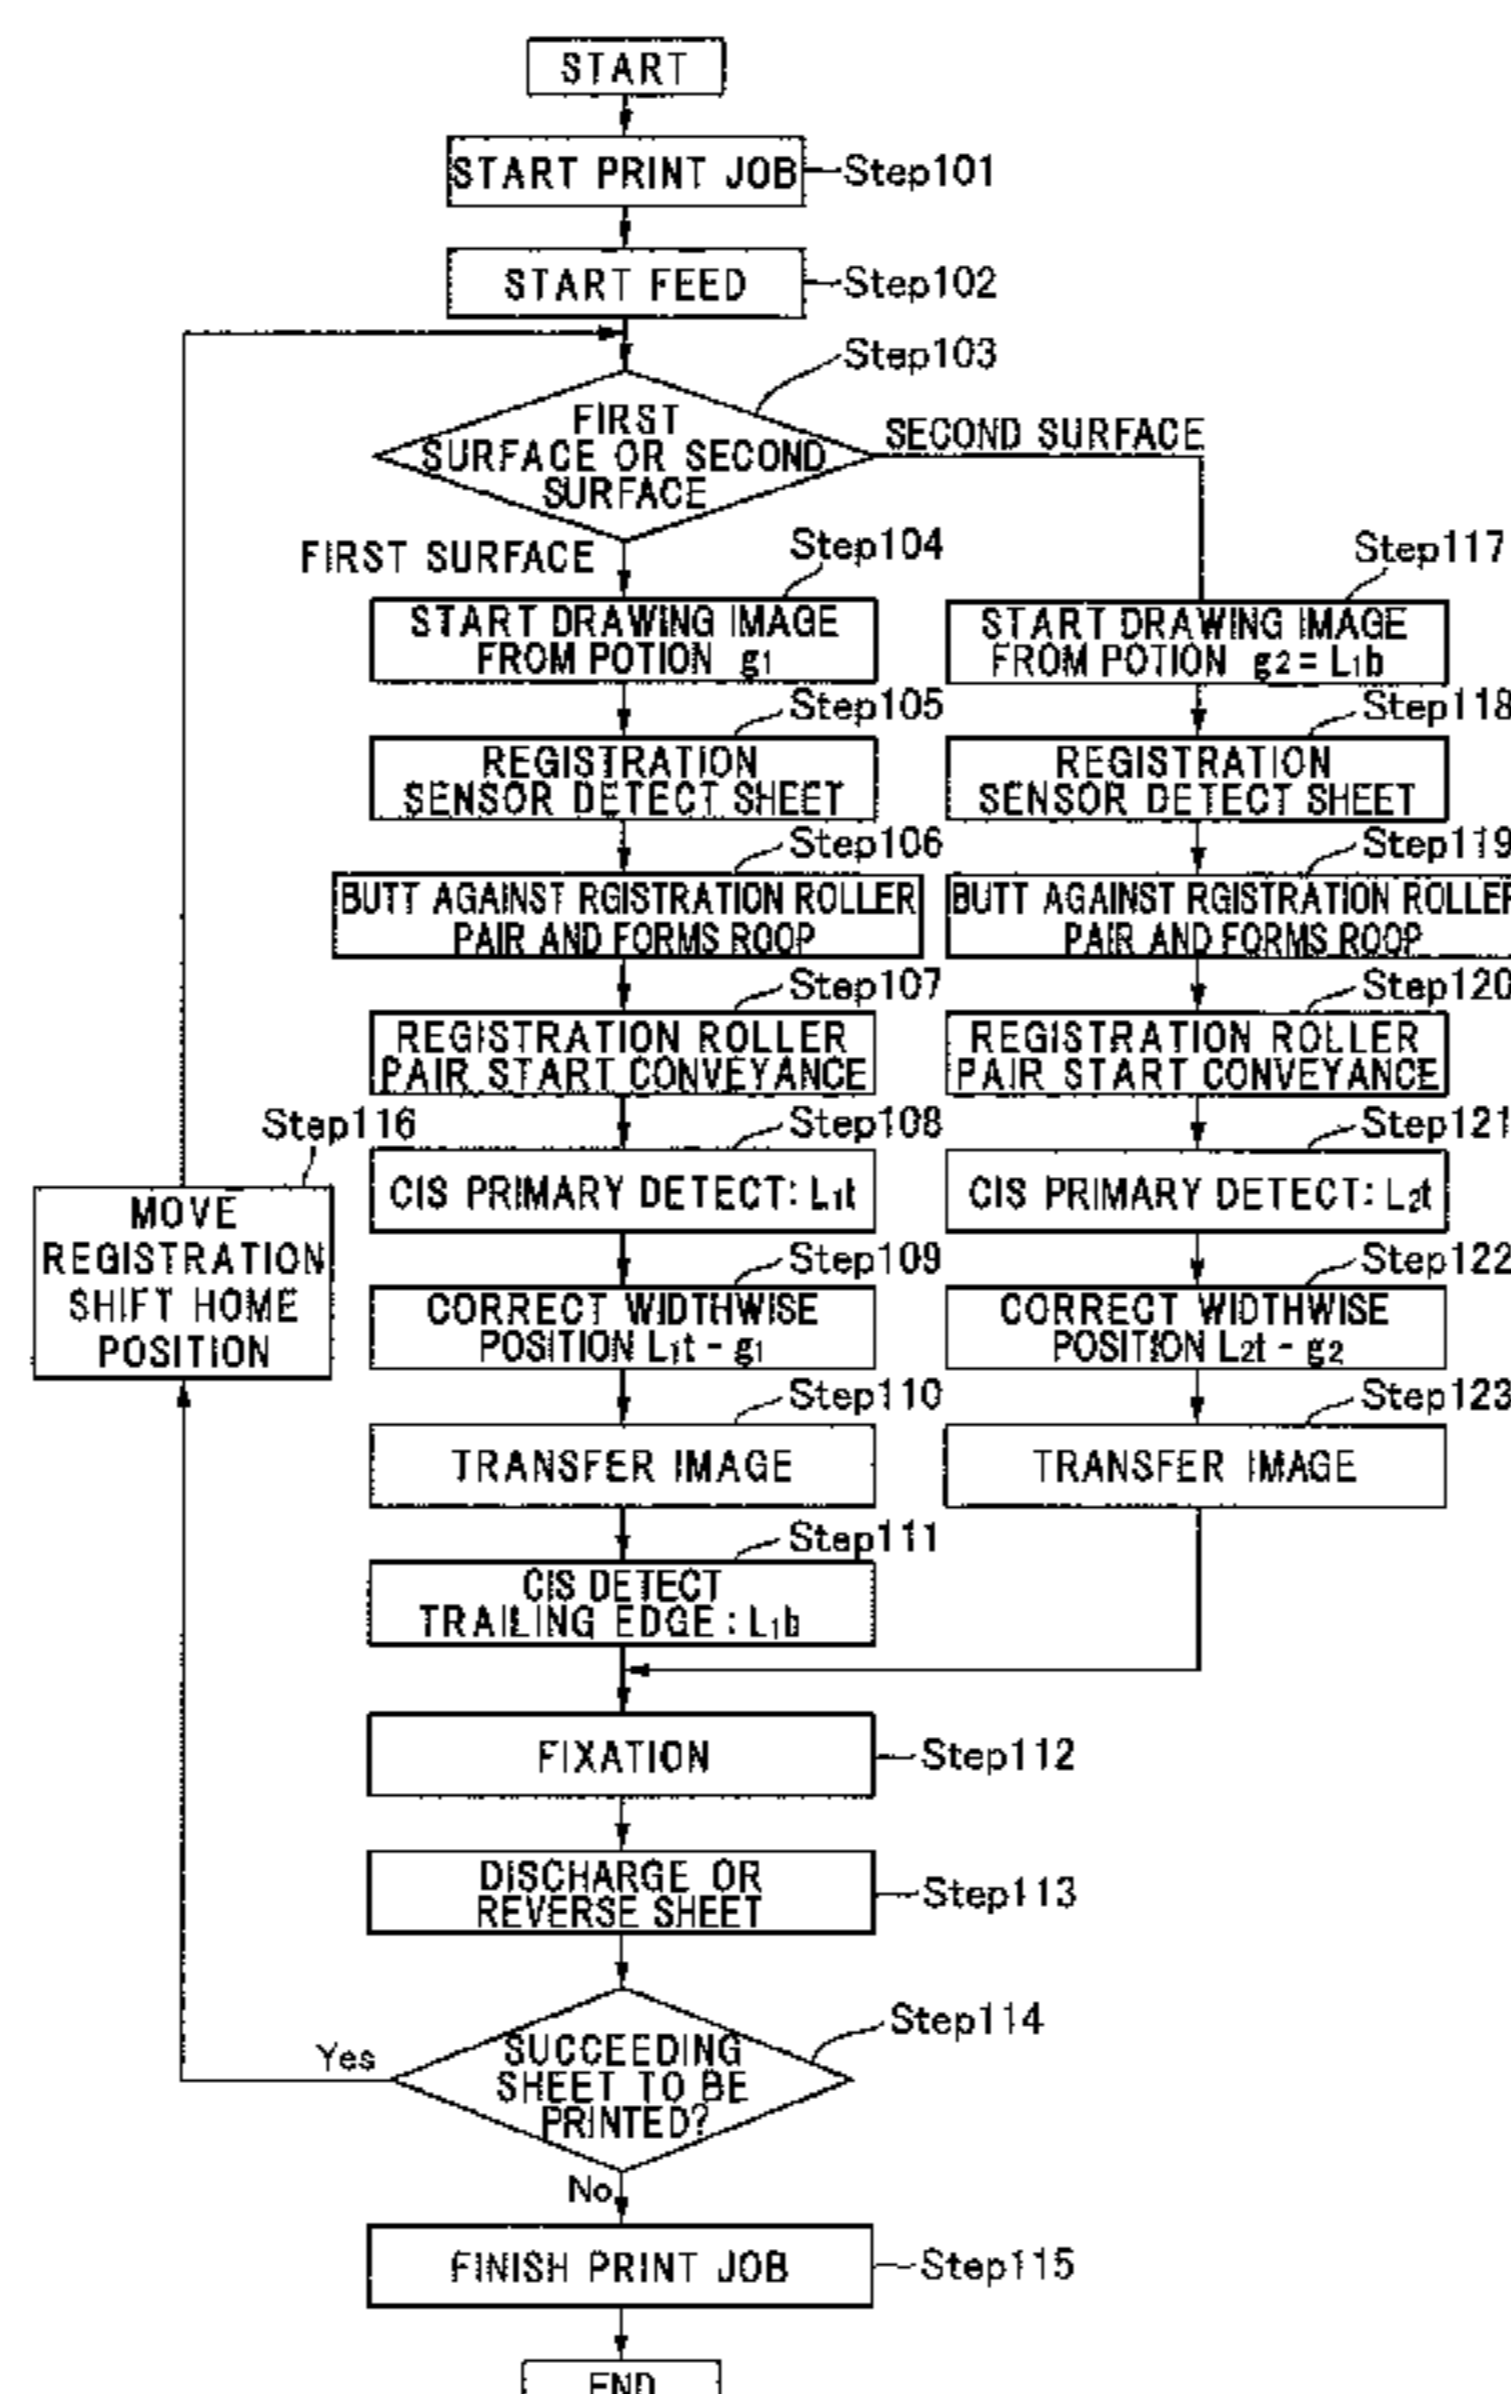 START
START PRINT JOB
Step101
START FEED
Step102
Step103
FIRST
SURFACE OR SECOND
SURFACE
SECOND SURFACE
FIRST SURFACE
Step104
START DRAWING IMAGE
FROM POTION g1
Step105
REGISTRATION
SENSOR DETECT SHEET
Step106
BUTT AGAINST RGISTRATION ROLLER
PAIR AND FORMS ROOP
Step107
REGISTRATION ROLLER
PAIR START CONVEYANCE
Step108
CIS PRIMARY DETECT: L1t
Step109
CORRECT WIDTHWISE
POSITION L1t - g1
Step110
TRANSFER IMAGE
Step111
CIS DETECT
TRAILING EDGE : L1b
Step117
START DRAWING IMAGE
FROM POTION g2 = L1b
Step118
REGISTRATION
SENSOR DETECT SHEET
Step119
BUTT AGAINST RGISTRATION ROLLER
PAIR AND FORMS ROOP
Step120
REGISTRATION ROLLER
PAIR START CONVEYANCE
Step121
CIS PRIMARY DETECT: L2t
Step122
CORRECT WIDTHWISE
POSITION L2t - g2
Step123
TRANSFER IMAGE
FIXATION
Step112
DISCHARGE OR
REVERSE SHEET
Step113
Step114
SUCCEEDING
SHEET TO BE
PRINTED?
Yes
No
Step116
MOVE
REGISTRATION
SHIFT HOME
POSITION
FINISH PRINT JOB
Step115
END